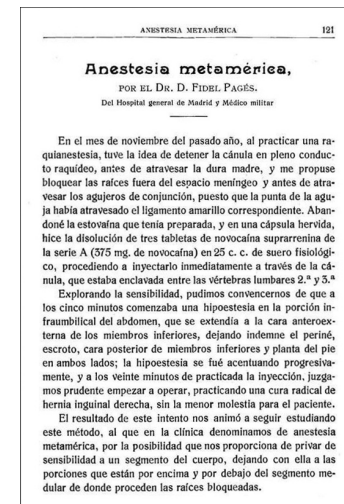 ANESTESIA METAMÉRICA 121
Anestesia metamérica,
POR EL DR. D. FIDEL PAGÉS.
Del Hospital general de Madrid y Médico militar
En el mes de noviembre del pasado año, al practicar una ra-
quianestesia, tuve la idea de detener la cánula en pleno conduc-
to raquídeo, antes de atravesar la dura madre, y me propuse
bloquear las raíces fuera del espacio meníngeo y antes de atra-
vesar los agujeros de conjunción, puesto que la punta de la agu-
ja había atravesado el ligamento amarillo correspondiente. Aban-
doné la estovaína que tenía preparada, y en una cápsula hervida,
hice la disolución de tres tabletas de novocaína suprarrenina de
la serie A (375 mg. de novocaína) en 25 c. c. de suero fisiológi-
co, procediendo a inyectarlo inmediatamente a través de la cá-
nula, que estaba enclavada entre las vértebras lumbares 2.ª y 3.ª
Explorando la sensibilidad, pudimos convencernos de que a
los cinco minutos comenzaba una hipoestesia en la porción in-
fraumbilical del abdomen, que se extendía a la cara anteroex-
terna de los miembros inferiores, dejando indemne el periné,
escroto, cara posterior de miembros inferiores y planta del pie
en ambos lados; la hipoestesia se fué acentuando progresiva-
mente, y a los veinte minutos de practicada la inyección, juzga-
mos prudente empezar a operar, practicando una cura radical de
hernia inguinal derecha, sin la menor molestia para el paciente.
El resultado de este intento nos animó a seguir estudiando
este método, al que en la clínica denominamos de anestesia
metamérica, por la posibilidad que nos proporciona de privar de
sensibilidad a un segmento del cuerpo, dejando con ella a las
porciones que están por encima y por debajo del segmento me-
dular de donde proceden las raíces bloqueadas.